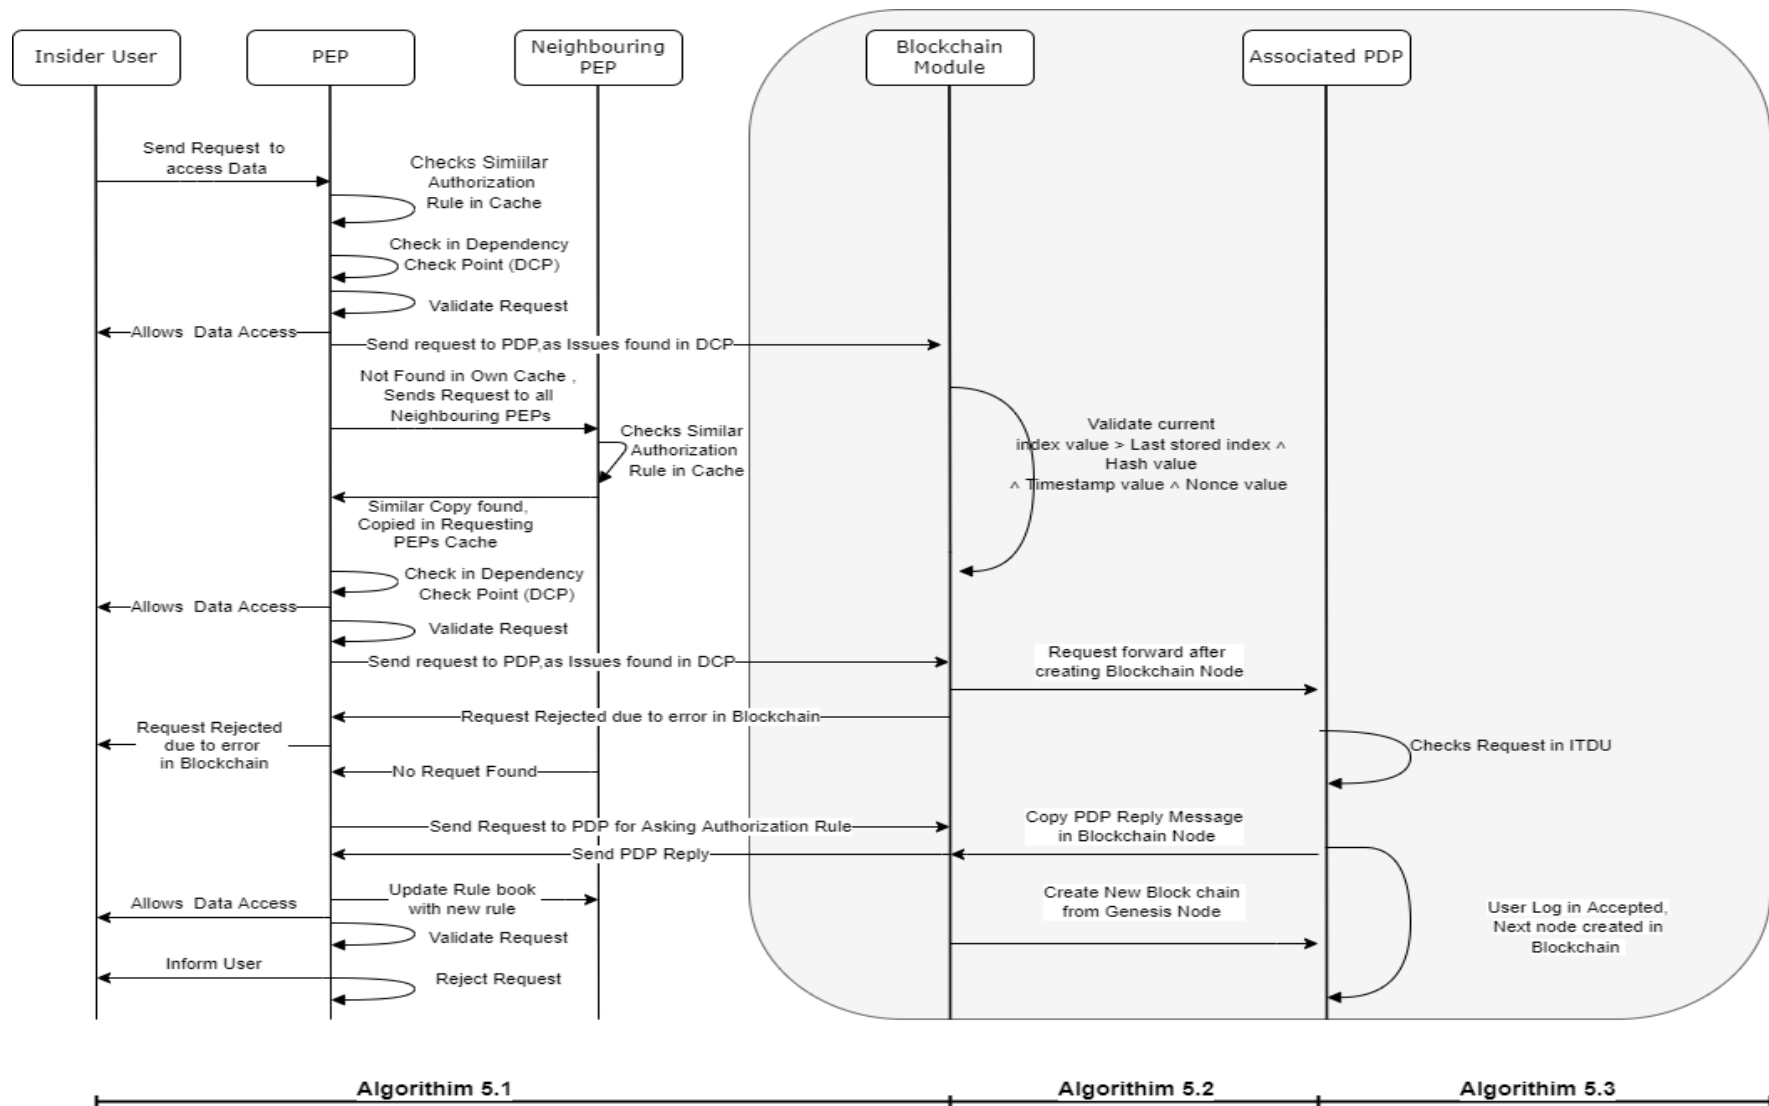 Insider User
PEP
Neighbouring
PEP
Blockchain
Module
Associated PDP
Send Request to
access Data
Checks Simiilar
Authorization
Rule in Cache
Check in Dependency
Check Point (DCP)
Validate Request
Allows Data Access
Send request to PDP,as Issues found in DCP
Not Found in Own Cache ,
Sends Request to all
Neighbouring PEPs
Checks Similar
Authorization
Rule in Cache
Validate current
index value > Last stored index ^
Hash value
^ Timestamp value ^ Nonce value
Similar Copy found,
Copied in Requesting
PEPs Cache
Check in Dependency
Check Point (DCP)
Allows Data Access
Validate Request
Send request to PDP,as Issues found in DCP
Request forward after
creating Blockchain Node
Request Rejected due to error in Blockchain
Request Rejected
due to error
in Blockchain
Checks Request in ITDU
No Requet Found
Send Request to PDP for Asking Authorization Rule
Copy PDP Reply Message
in Blockchain Node
Send PDP Reply
Update Rule book
with new rule
Allows Data Access
Create New Block chain
from Genesis Node
User Log in Accepted,
Next node created in
Blockchain
Validate Request
Inform User
Reject Request
Algorithim 5.1
Algorithim 5.2
Algorithim 5.3